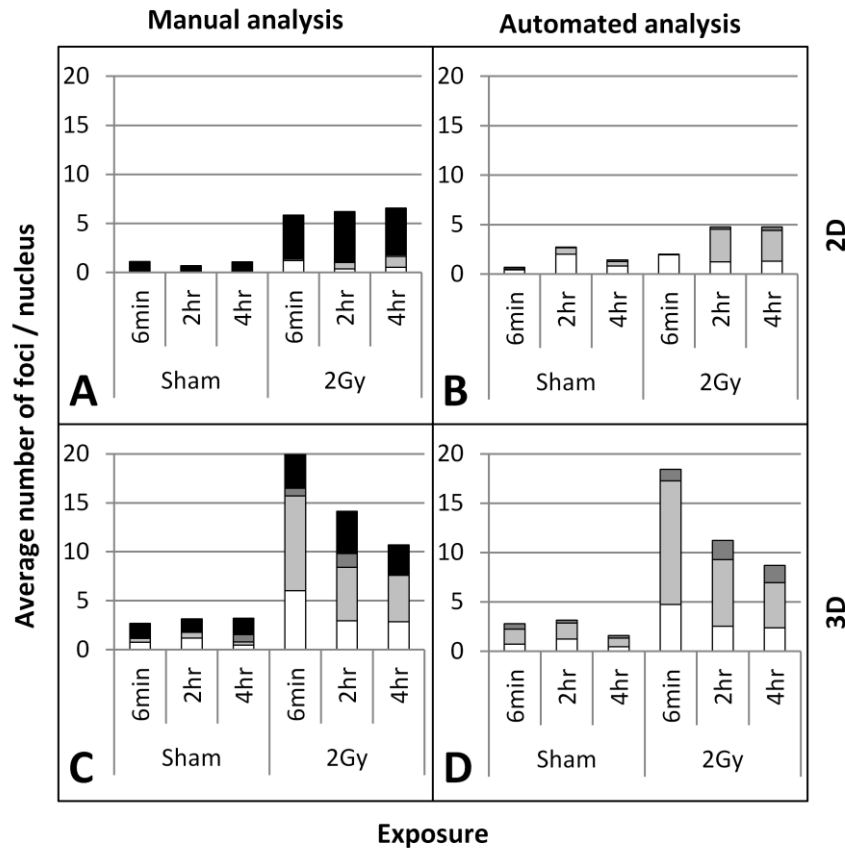 Manual analysis
Automated analysis
Average number of foci / nucleus
20
15
10
5
0
6min 2hr 4hr 6min 2hr 4hr
Sham 2Gy
A
20
15
10
5
0
6min 2hr 4hr 6min 2hr 4hr
Sham 2Gy
B
2D
20
15
10
5
0
6min 2hr 4hr 6min 2hr 4hr
Sham 2Gy
C
20
15
10
5
0
6min 2hr 4hr 6min 2hr 4hr
Sham 2Gy
D
3D
Exposure